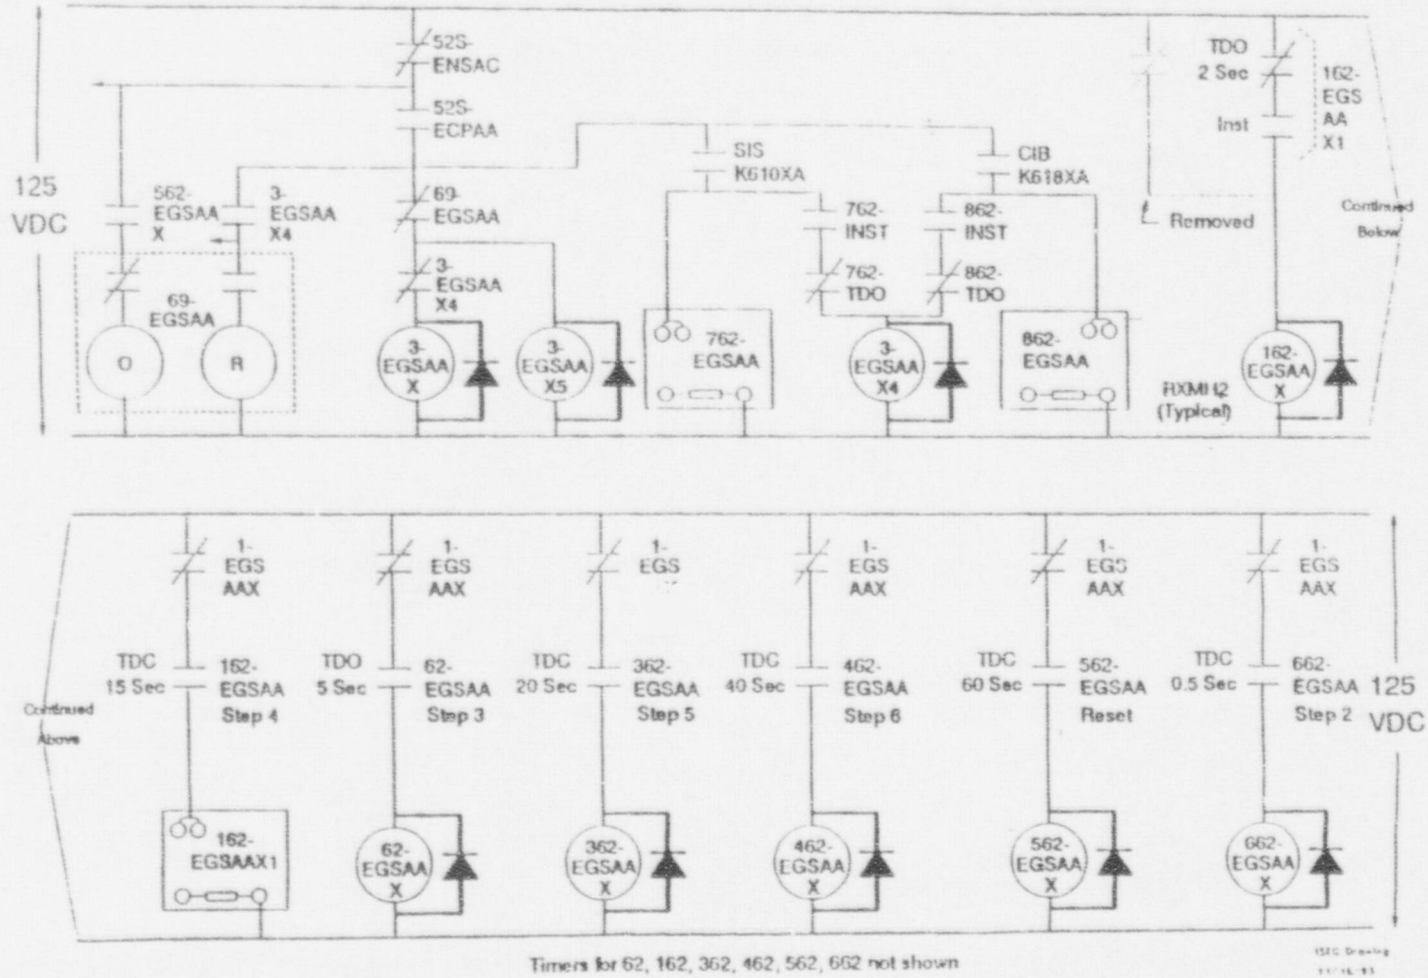 125
VDC
52S-
ENSAC
52S-
ECPAA
562-
EGSAA
X
3-
EGSAA
X4
69-
EGSAA
69-
EGSAA
O
R
3-
EGSAA
X4
3-
EGSAA
X
3-
EGSAA
X5
SIS
K610XA
CIB
K618XA
762-
INST
862-
INST
762-
TDO
862-
TDO
762-
EGSAA
3-
EGSAA
X4
862-
EGSAA
Removed
TDO
2 Sec
Inst
162-
EGS
AA
X1
RXMH2
(Typical)
162-
EGSAA
X
Continued
Below
Continued
Above
1-
EGS
AAX
TDC
15 Sec
162-
EGSAA
Step 4
162-
EGSAAX1
1-
EGS
AAX
TDO
5 Sec
62-
EGSAA
Step 3
62-
EGSAA
X
1-
EGS
TDC
20 Sec
362-
EGSAA
Step 5
362-
EGSAA
X
1-
EGS
AAX
TDC
40 Sec
462-
EGSAA
Step 6
462-
EGSAA
X
1-
EGS
AAX
TDC
60 Sec
562-
EGSAA
Reset
562-
EGSAA
X
1-
EGS
AAX
TDC
0.5 Sec
662-
EGSAA
Step 2
662-
EGSAA
X
125
VDC
Timers for 62, 162, 362, 462, 562, 662 not shown
Drawing